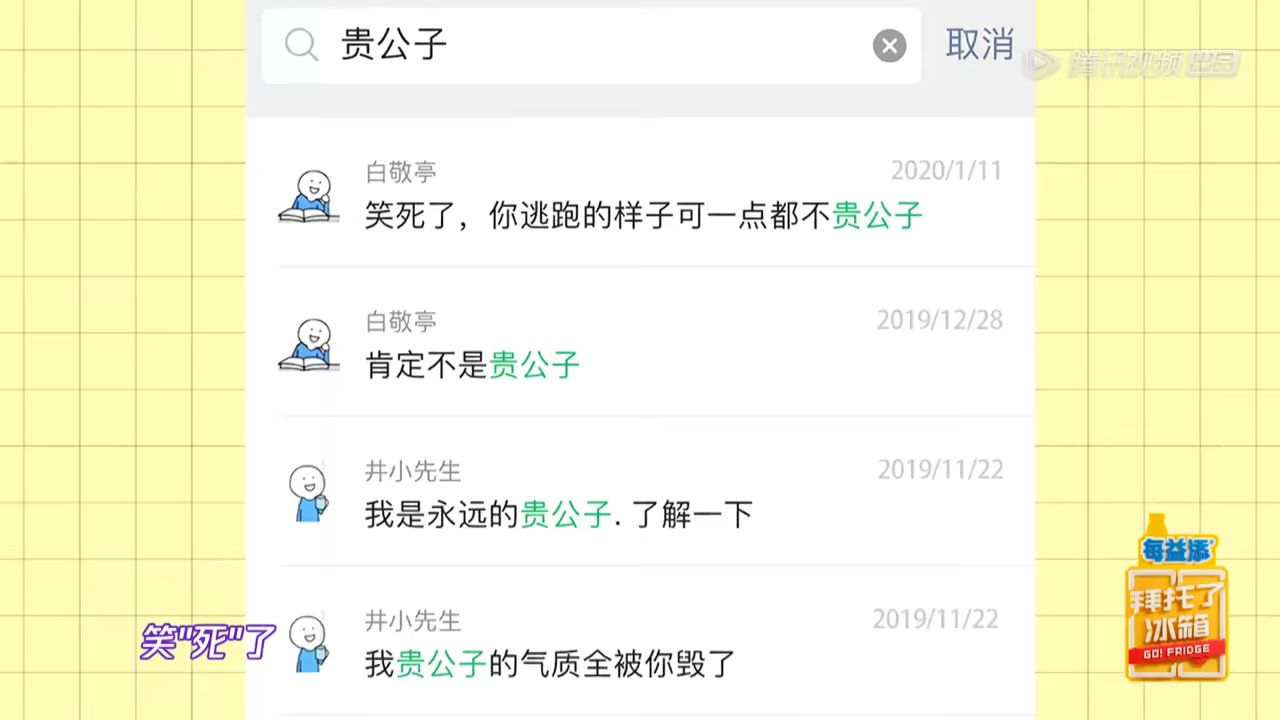 贵公子
取消
腾讯视频 出品
白敬亭
2020/1/11
笑死了，你逃跑的样子可一点都不贵公子
白敬亭
2019/12/28
肯定不是贵公子
井小先生
2019/11/22
我是永远的贵公子. 了解一下
井小先生
2019/11/22
我贵公子的气质全被你毁了
笑"死"了
每益添
拜托了
冰箱
GO! FRIDGE